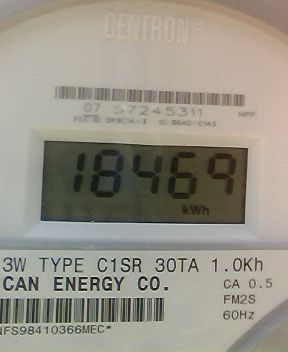 CENTRON®
07 57245311
18469
kWh
3W TYPE C1SR 30TA 1.0Kh
CAN ENERGY CO.
CA 0.5
FM2S
60Hz
NFS98410366MEC*